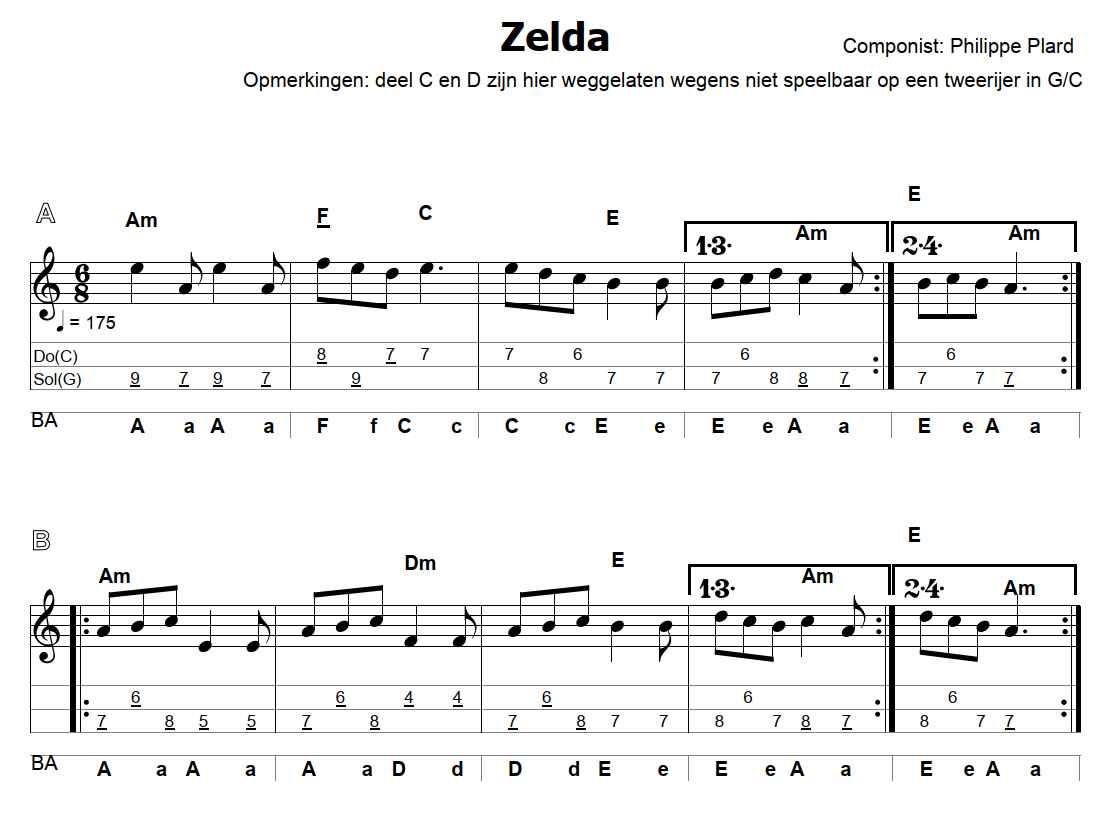 Zelda
Componist: Philippe Plard
Opmerkingen: deel C en D zijn hier weggelaten wegens niet speelbaar op een tweerijer in G/C
A Am F C E 1·3· Am 2·4· E Am
6
8
♩ = 175
Do(C) 8 7 7 7 6 6 6
Sol(G) 9 7 9 7 9 8 7 7 7 8 8 7 7 7 7
BA A a A a F f C c C c E e E e A a E e A a
B Am Dm E 1·3· Am 2·4· E Am
6 6 4 4 6 6 6
7 8 5 5 7 8 7 8 7 7 8 7 8 7 8 7 7
BA A a A a A a D d D d E e E e A a E e A a